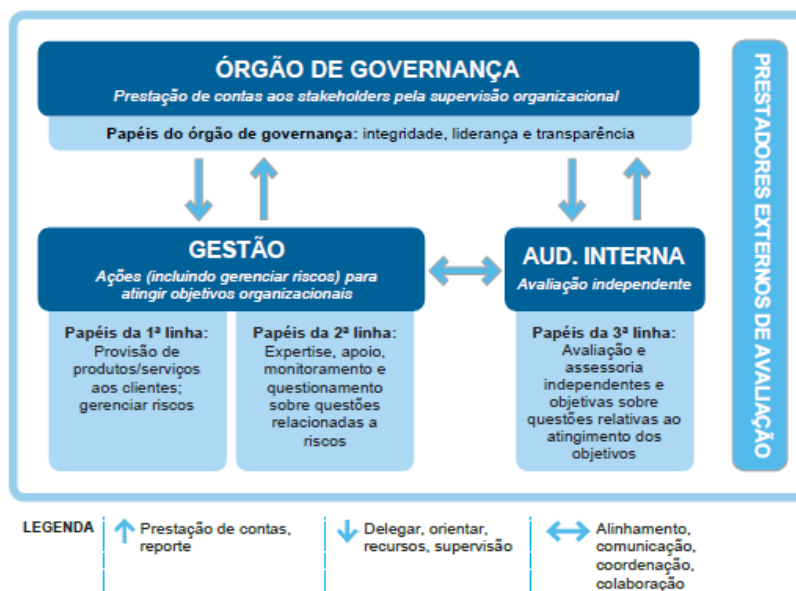 ÓRGÃO DE GOVERNANÇA
Prestação de contas aos stakeholders pela supervisão organizacional
Papéis do órgão de governança: integridade, liderança e transparência
GESTÃO
Ações (incluindo gerenciar riscos) para
atingir objetivos organizacionais
Papéis da 1ª linha:
Provisão de
produtos/serviços
aos clientes;
gerenciar riscos
Papéis da 2ª linha:
Expertise, apoio,
monitoramento e
questionamento
sobre questões
relacionadas a
riscos
AUD. INTERNA
Avaliação independente
Papéis da 3ª linha:
Avaliação e
assessoria
independentes e
objetivas sobre
questões relativas ao
atingimento dos
objetivos
PRESTADORES EXTERNOS DE AVALIAÇÃO
LEGENDA
Prestação de contas,
reporte
Delegar, orientar,
recursos, supervisão
Alinhamento,
comunicação,
coordenação,
colaboração